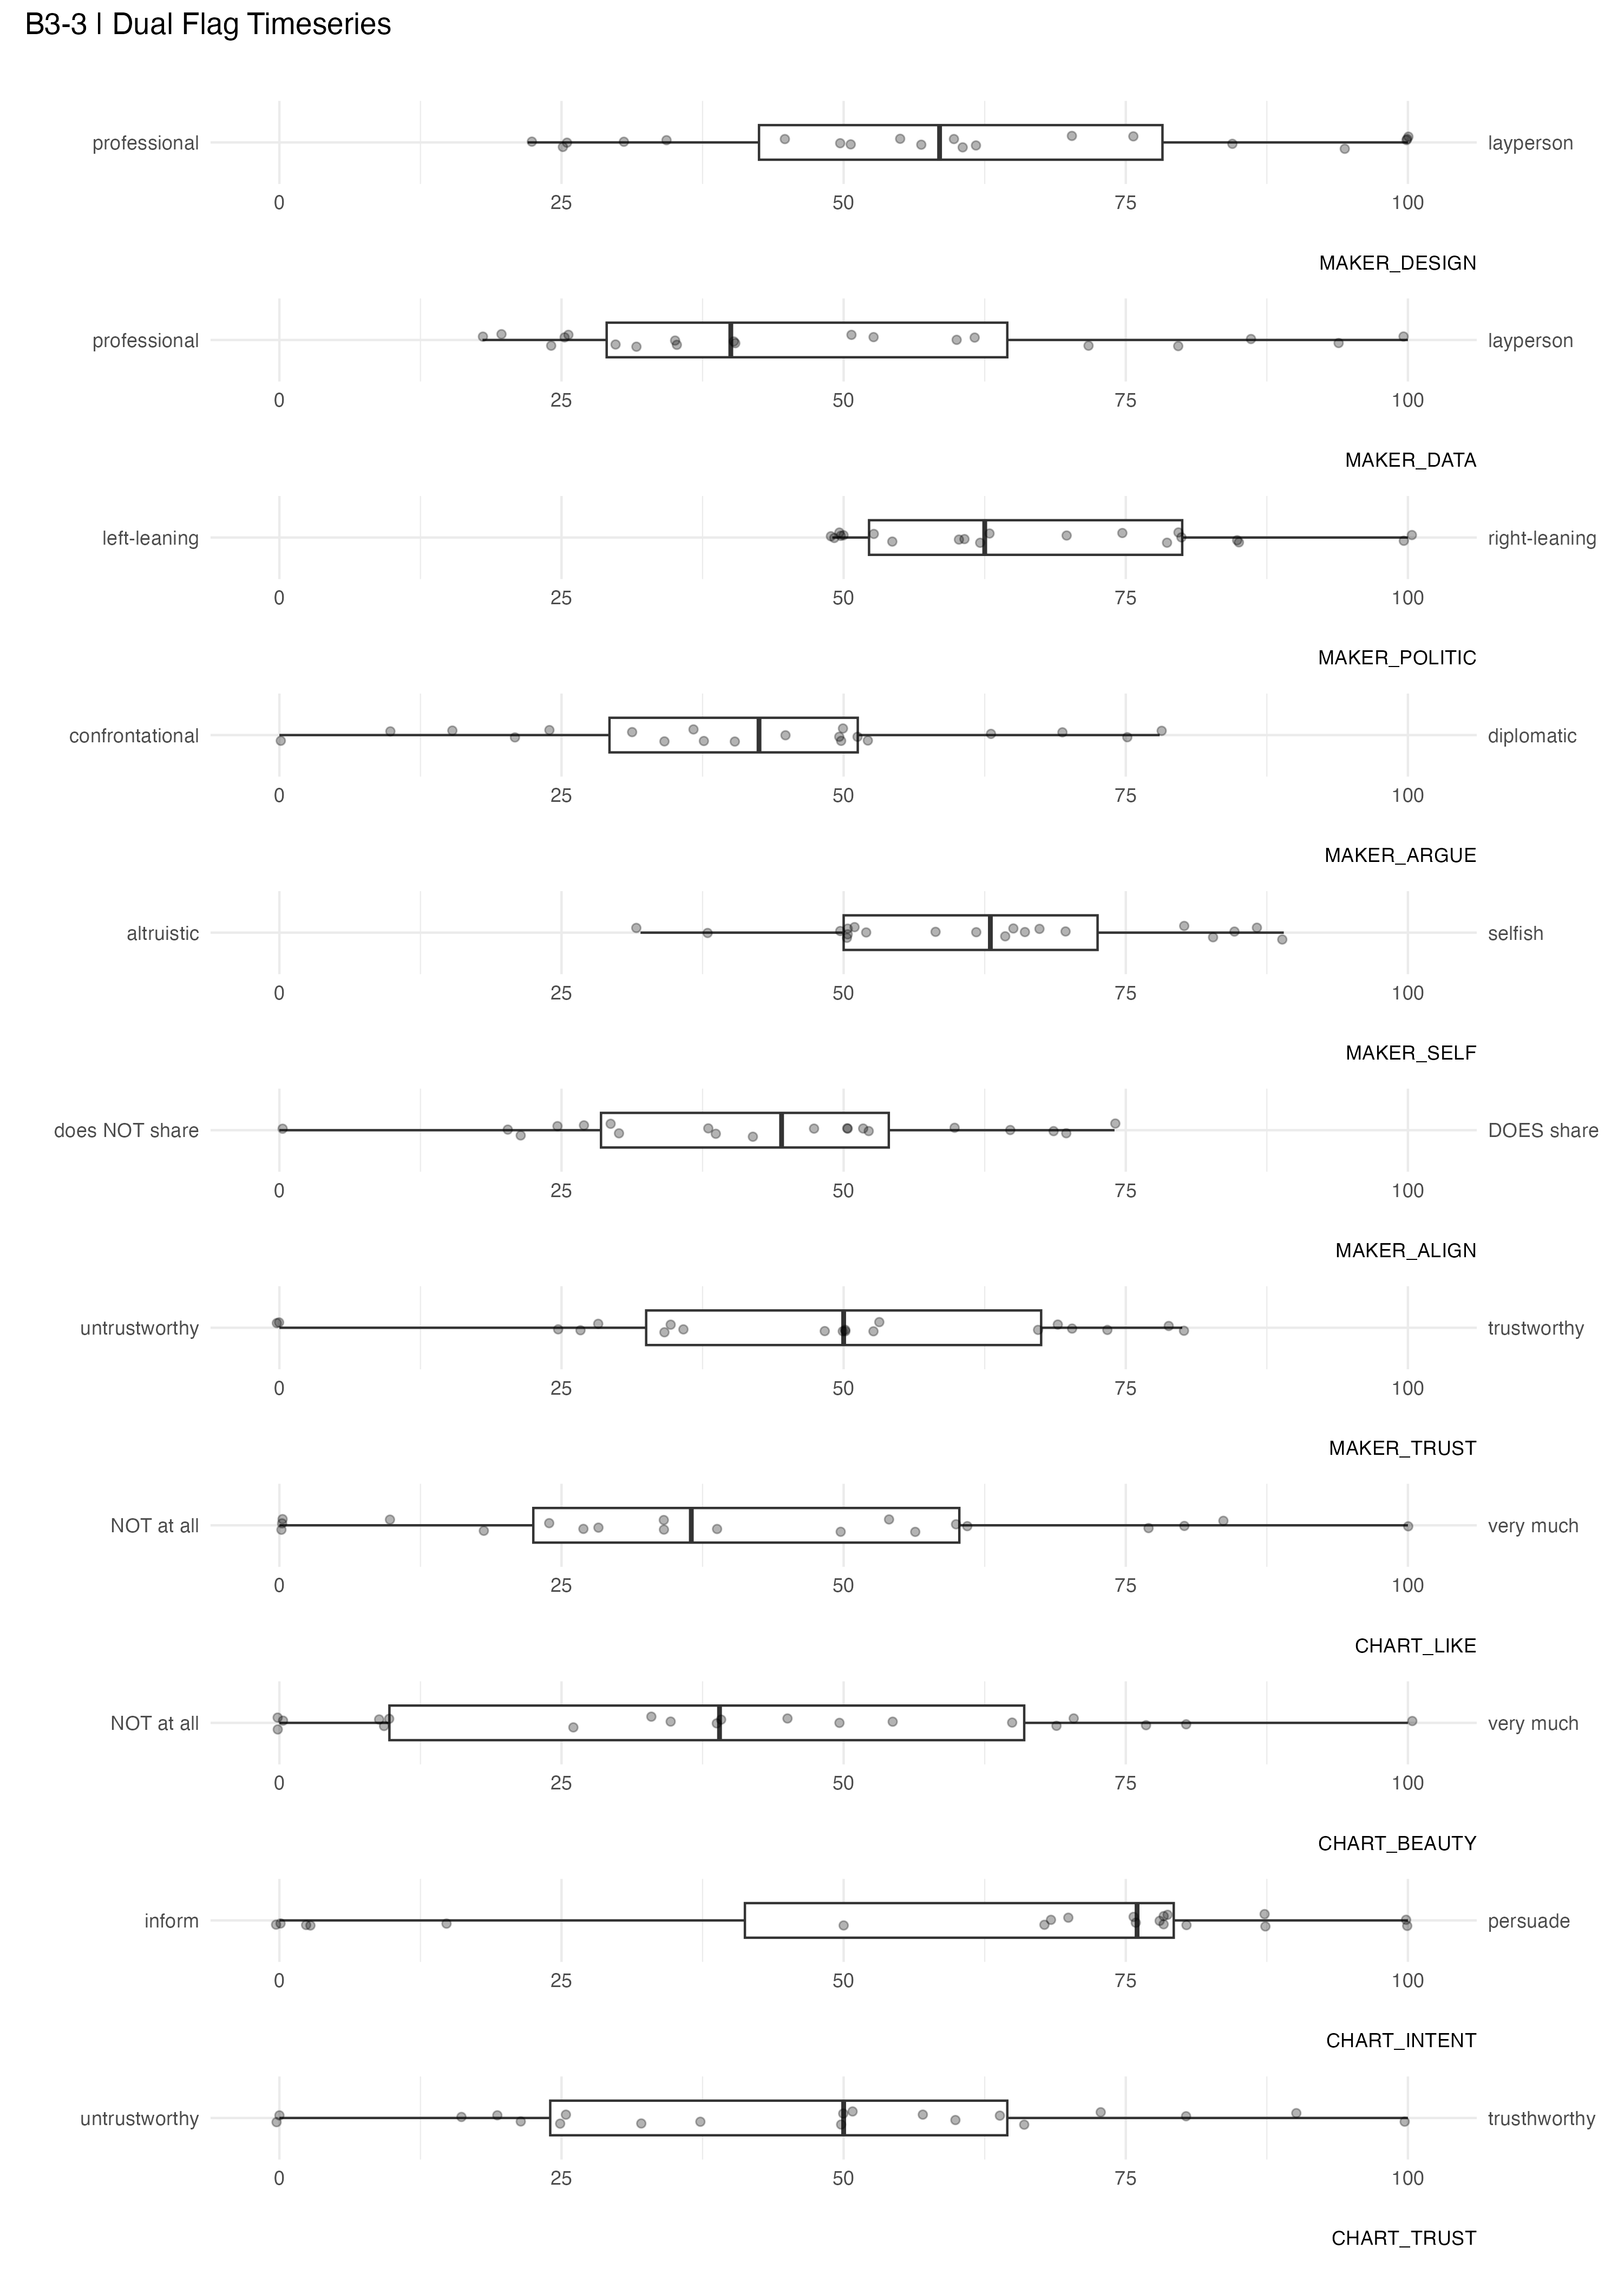 B3-3 | Dual Flag Timeseries
professional layperson
0 25 50 75 100
MAKER_DESIGN
professional layperson
0 25 50 75 100
MAKER_DATA
left-leaning right-leaning
0 25 50 75 100
MAKER_POLITIC
confrontational diplomatic
0 25 50 75 100
MAKER_ARGUE
altruistic selfish
0 25 50 75 100
MAKER_SELF
does NOT share DOES share
0 25 50 75 100
MAKER_ALIGN
untrustworthy trustworthy
0 25 50 75 100
MAKER_TRUST
NOT at all very much
0 25 50 75 100
CHART_LIKE
NOT at all very much
0 25 50 75 100
CHART_BEAUTY
inform persuade
0 25 50 75 100
CHART_INTENT
untrustworthy trusthworthy
0 25 50 75 100
CHART_TRUST